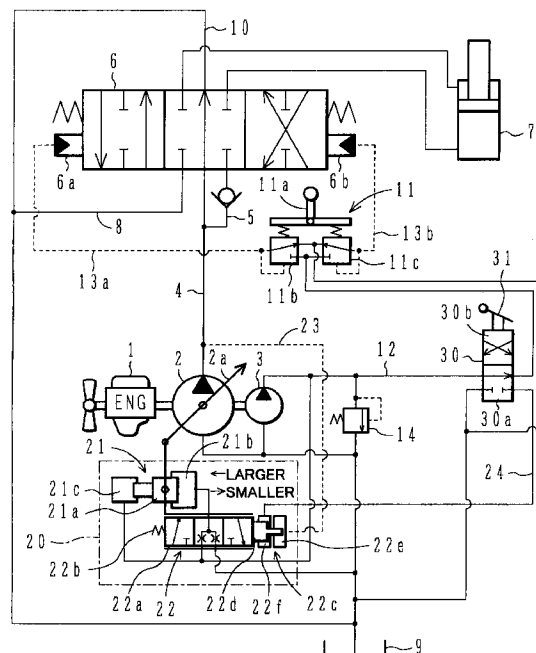 10
6
7
6a
6b
11a
11
8
5
13b
13a
11b
11c
31
4
30b
23
30
12
1
2
2a
3
ENG
30a
14
21
21b
24
←LARGER
→SMALLER
21c
21a
20
22b
22e
22a
22
22d
22f
22c
9